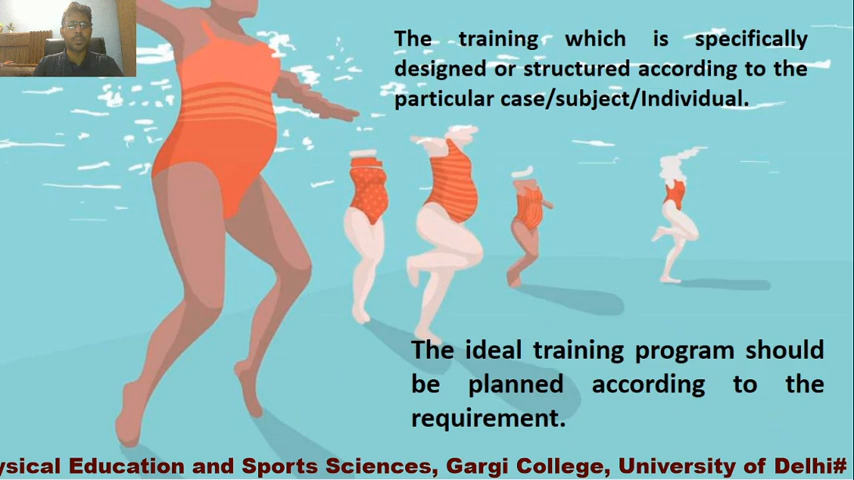 The training which is specifically
designed or structured according to the
particular case/subject/Individual.
The ideal training program should
be planned according to the
requirement.
ysical Education and Sports Sciences, Gargi College, University of Delhi#